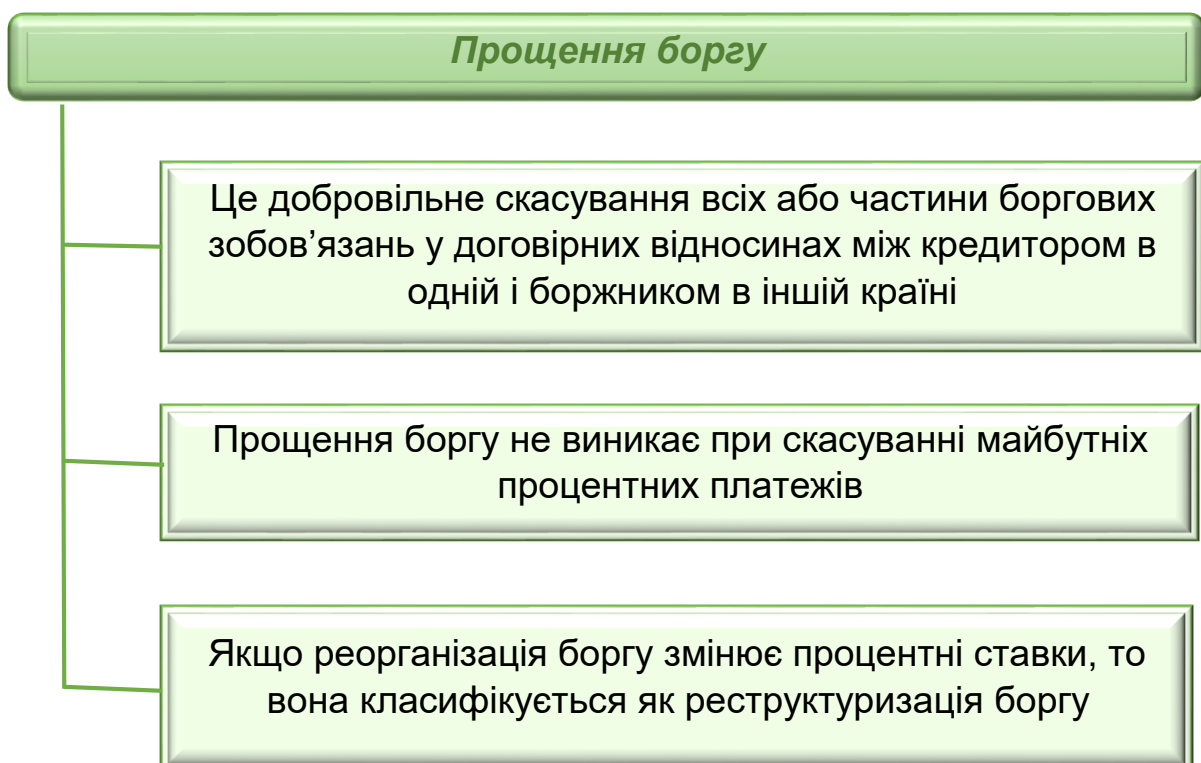 Прощення боргу
Це добровільне скасування всіх або частини боргових
зобов’язань у договірних відносинах між кредитором в
одній і боржником в іншій країні
Прощення боргу не виникає при скасуванні майбутніх
процентних платежів
Якщо реорганізація боргу змінює процентні ставки, то
вона класифікується як реструктуризація боргу